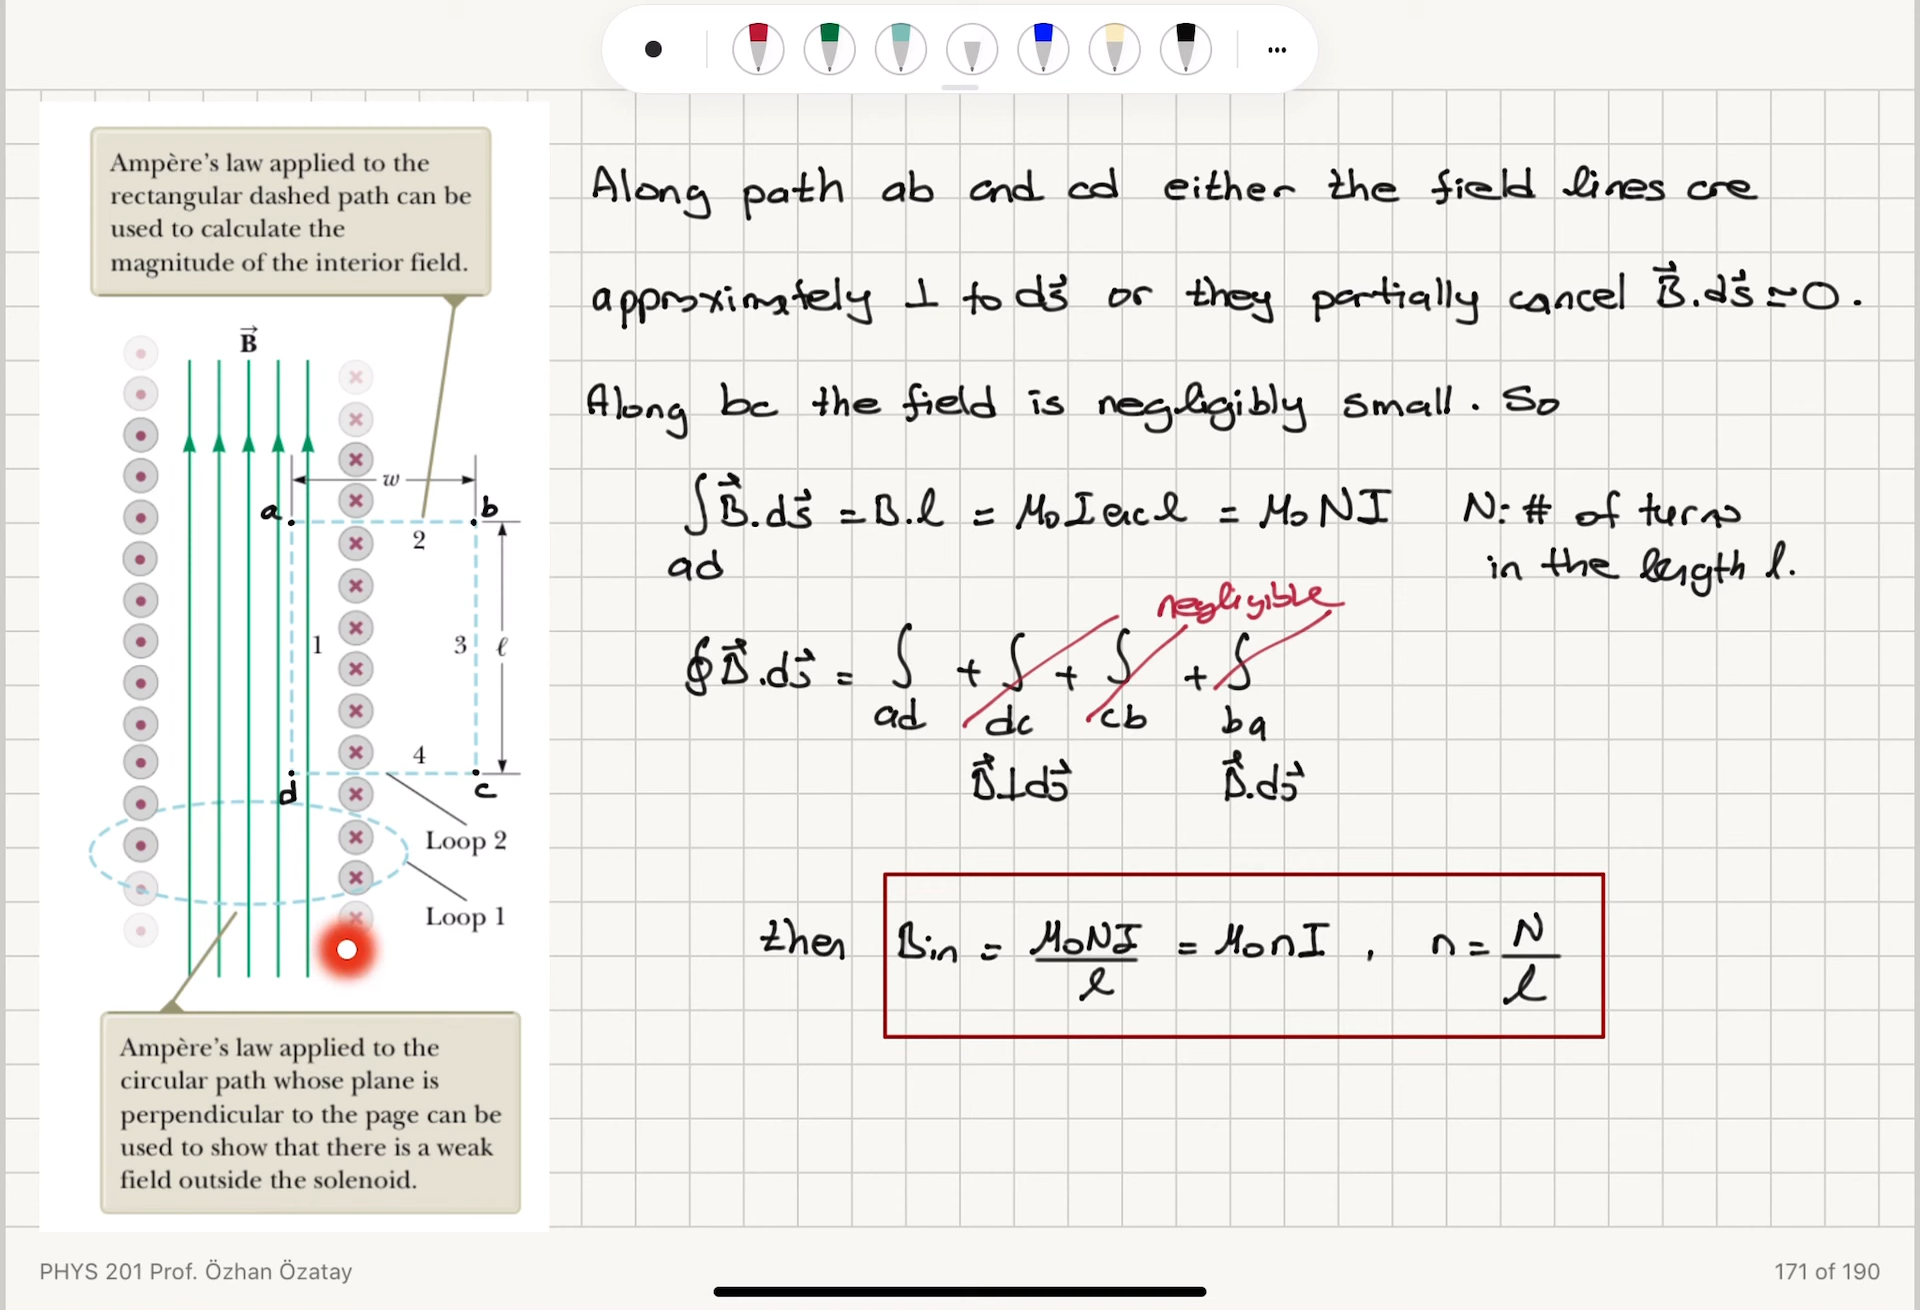 Ampère's law applied to the
rectangular dashed path can be
used to calculate the
magnitude of the interior field.
B⃗
w
a
b
2
1
3
ℓ
4
d
c
Loop 2
Loop 1
Ampère's law applied to the
circular path whose plane is
perpendicular to the page can be
used to show that there is a weak
field outside the solenoid.
Along path ab and cd either the field lines are
approximately ⊥ to ds⃗ or they partially cancel B⃗.ds⃗ ≃ 0.
Along bc the field is negligibly small. So
∫B⃗.ds⃗ = B.l = μ₀Iencl = μ₀NI N: # of turns
ad in the length l.
negligible
∮B⃗.ds⃗ = ∫ + ∫ + ∫ + ∫
ad dc cb ba
B⃗⊥ds⃗ B⃗.ds⃗
then Bin = μ₀NI/l = μ₀nI , n = N/l
PHYS 201 Prof. Özhan Özatay
171 of 190